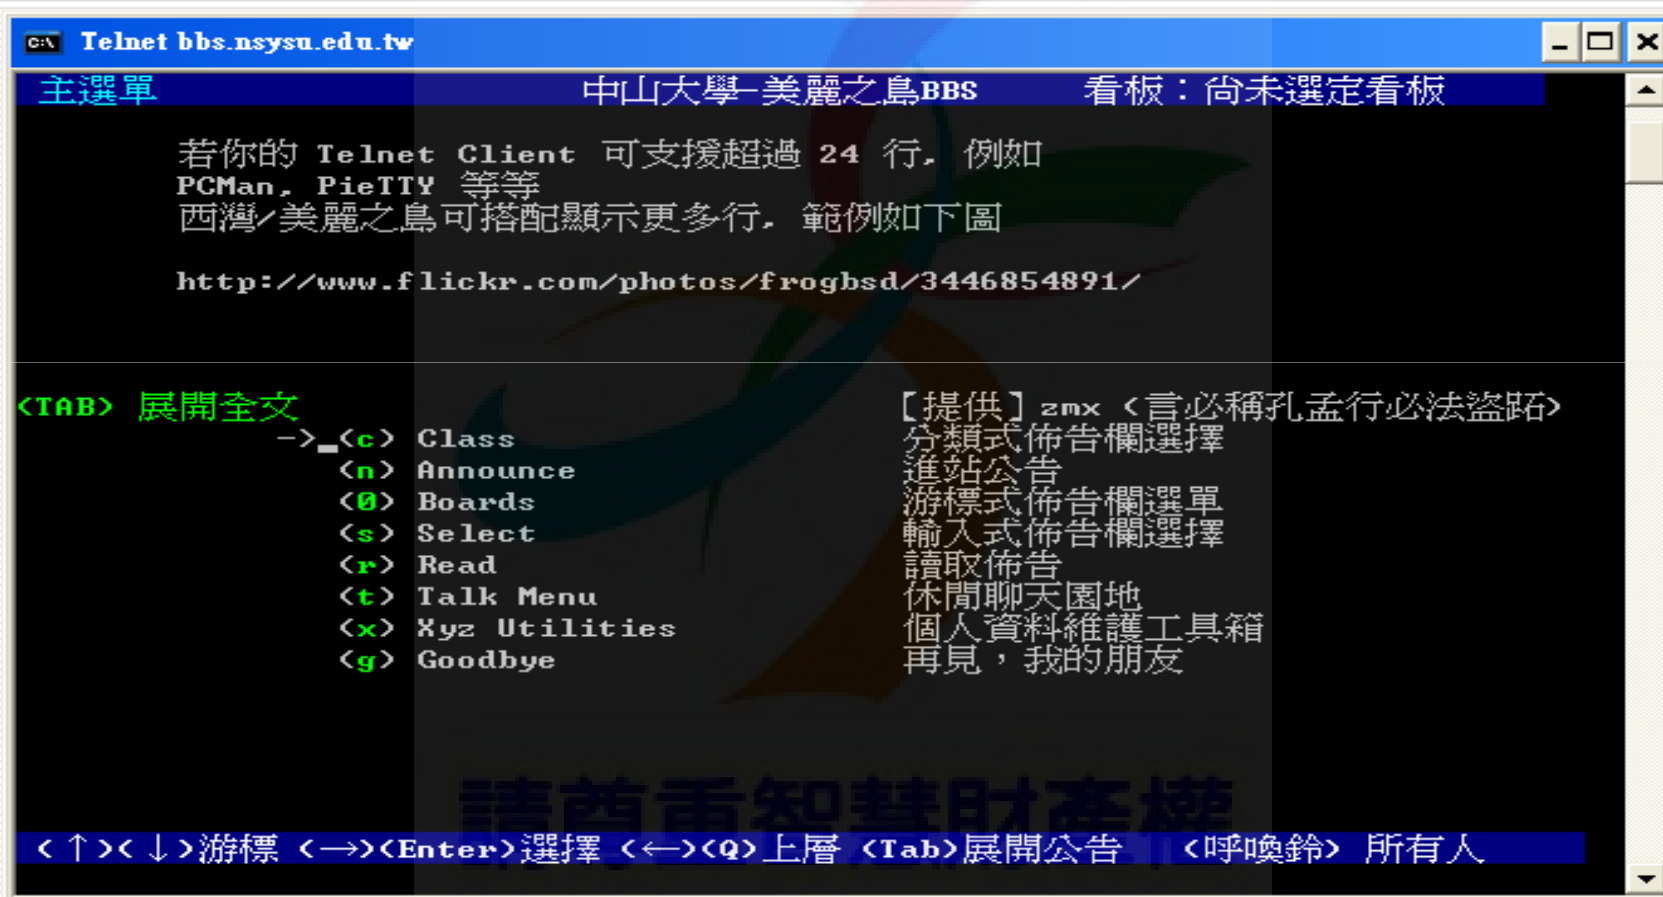 Telnet bbs.nsysu.edu.tw
主選單 中山大學-美麗之島BBS 看板：尚未選定看板
若你的 Telnet Client 可支援超過 24 行, 例如
PCMan, PieTTY 等等
西灣/美麗之島可搭配顯示更多行, 範例如下圖
http://www.flickr.com/photos/frogbsd/3446854891/
<TAB> 展開全文 [提供] zmx <言必稱孔孟行必法盜跖>
->_(c) Class 分類式佈告欄選擇
(n) Announce 進站公告
(0) Boards 游標式佈告欄選單
(s) Select 輸入式佈告欄選擇
(r) Read 讀取佈告
(t) Talk Menu 休閒聊天園地
(x) Xyz Utilities 個人資料維護工具箱
(g) Goodbye 再見，我的朋友
請尊重智慧財產權
<↑><↓>游標 <→><Enter>選擇 <←><Q>上層 <Tab>展開公告 <呼喚鈴> 所有人